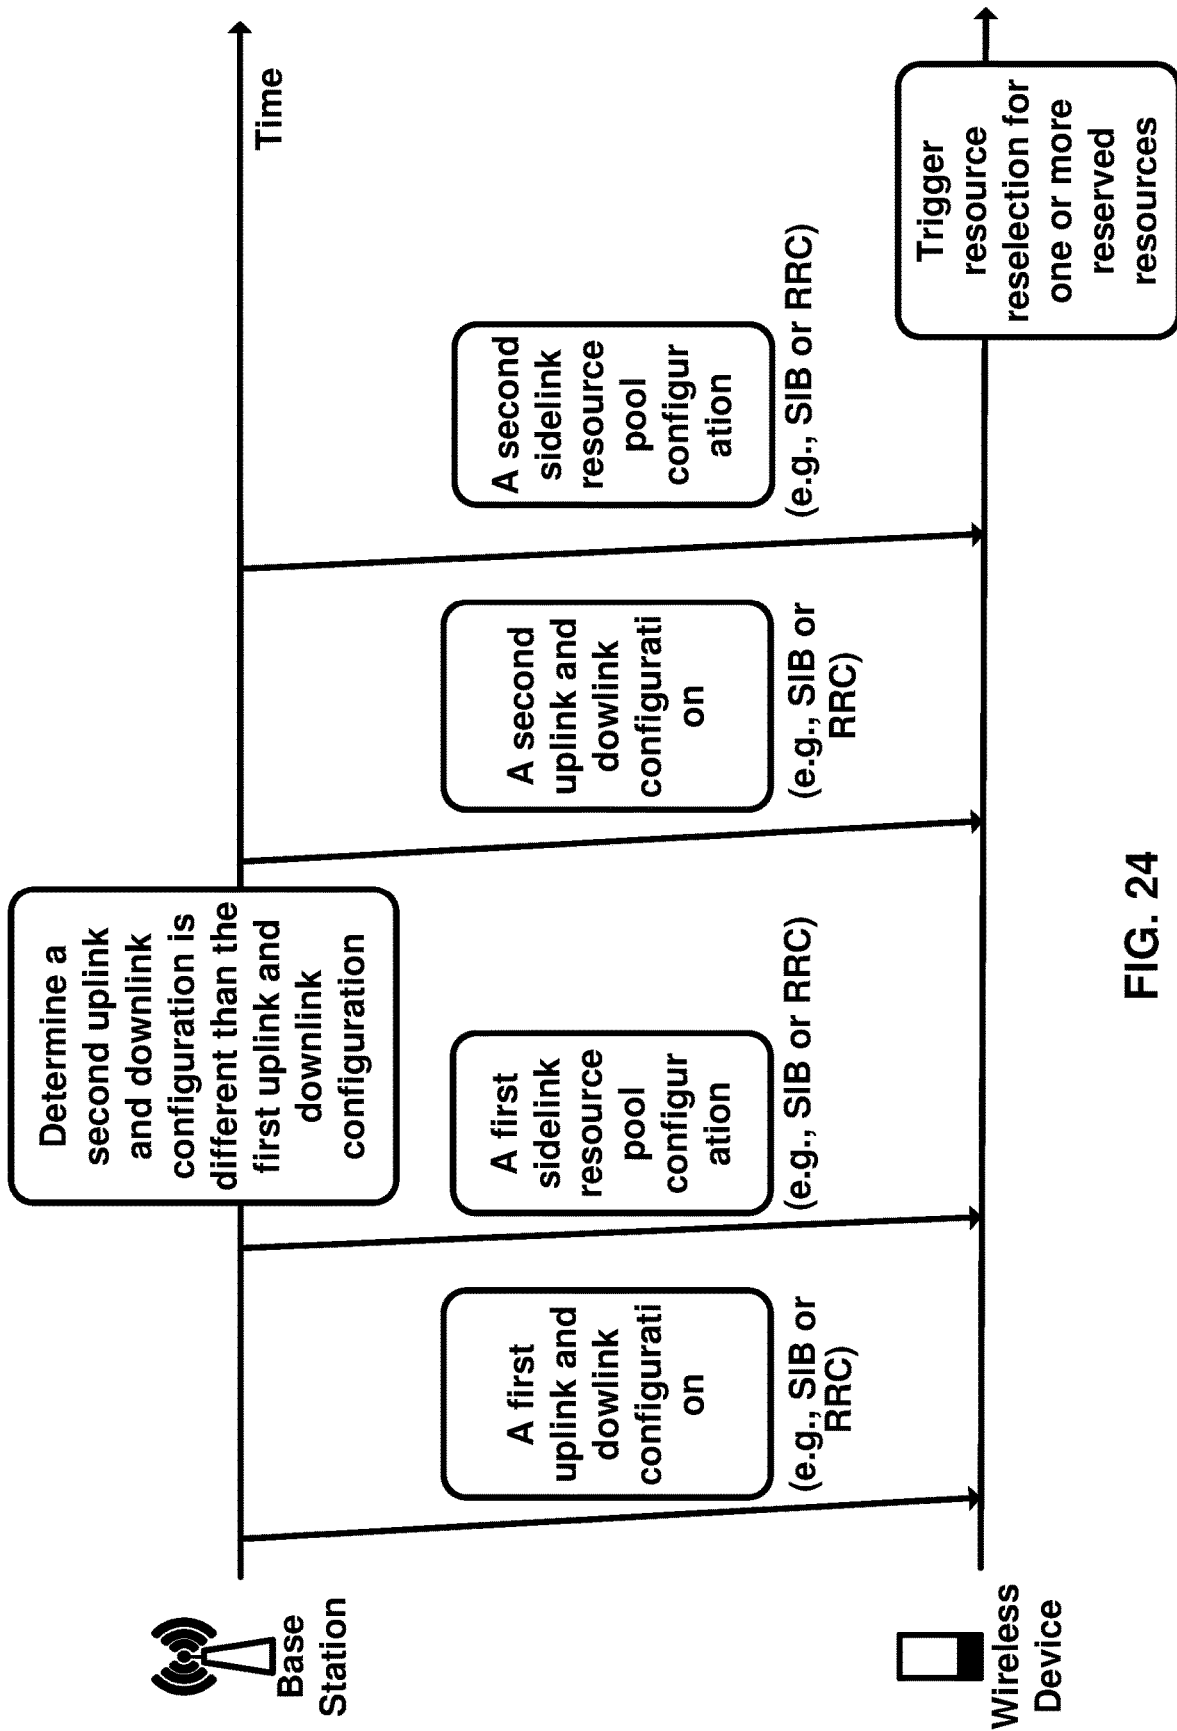 Base
Station
Time
Determine a
second uplink
and downlink
configuration is
different than the
first uplink and
downlink
configuration
A first
uplink and
dowlink
configurati
on
(e.g., SIB or
RRC)
A first
sidelink
resource
pool
configur
ation
(e.g., SIB or RRC)
A second
uplink and
dowlink
configurati
on
(e.g., SIB or
RRC)
A second
sidelink
resource
pool
configur
ation
(e.g., SIB or RRC)
Wireless
Device
Trigger
resource
reselection for
one or more
reserved
resources
FIG. 24